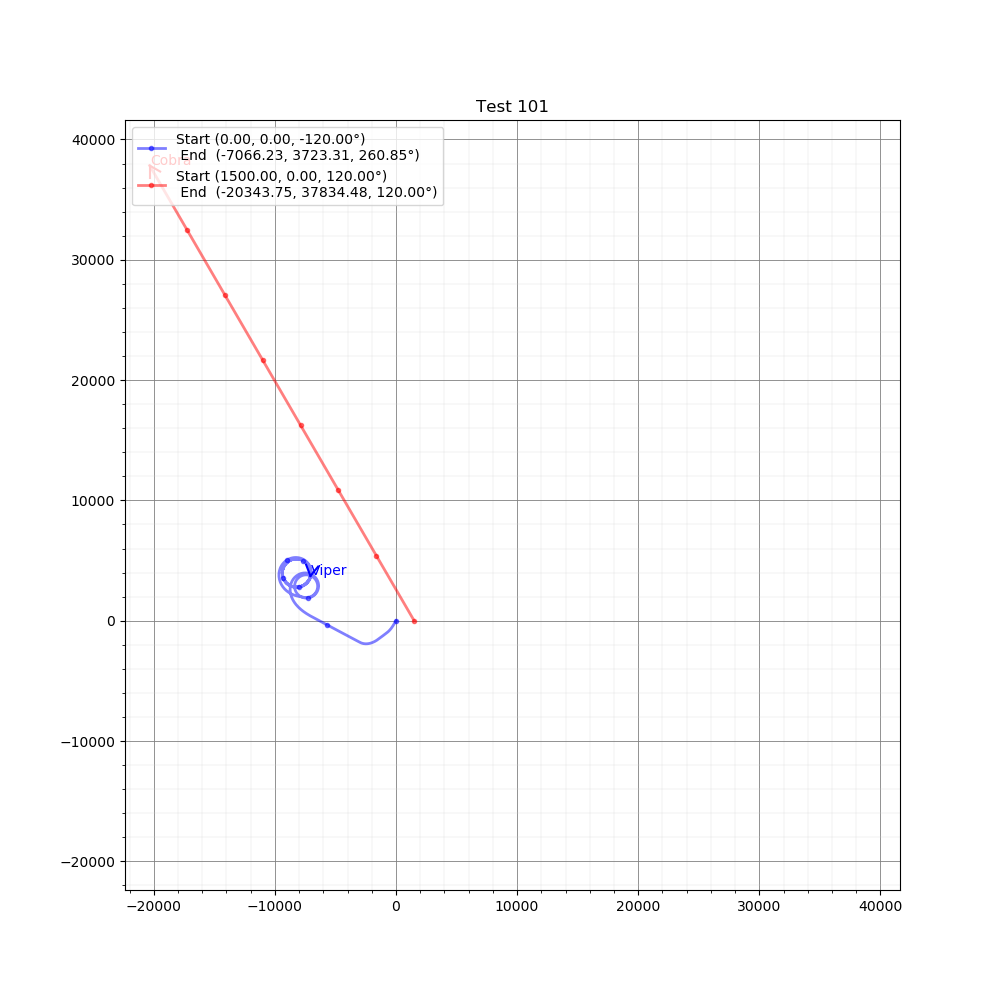 Test 101
Start (0.00, 0.00, -120.00°)
End  (-7066.23, 3723.31, 260.85°)
Start (1500.00, 0.00, 120.00°)
End  (-20343.75, 37834.48, 120.00°)
Cobra
Viper
40000
30000
20000
10000
0
−10000
−20000
−20000 −10000 0 10000 20000 30000 40000